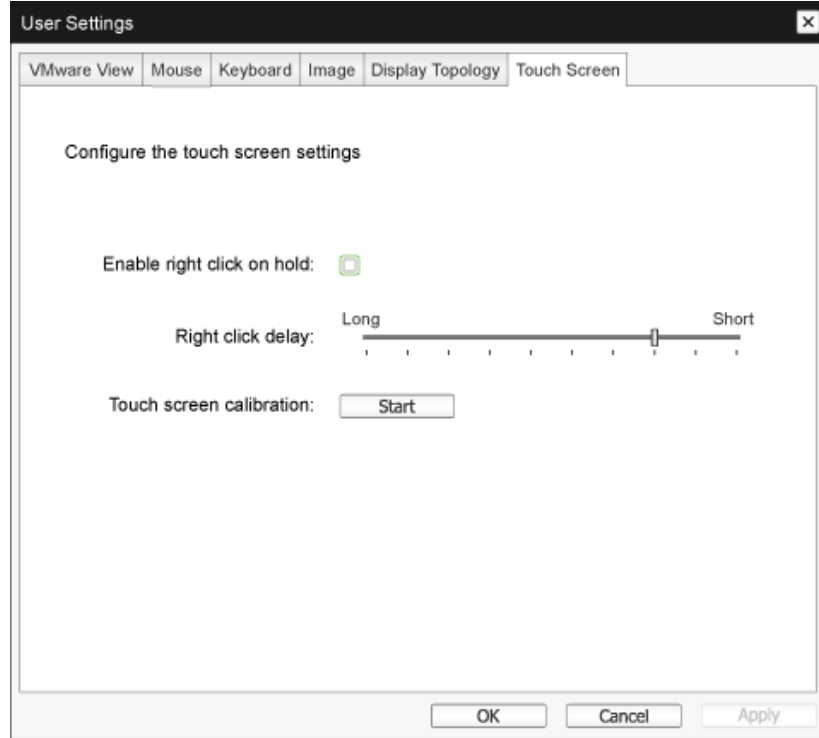 User Settings
VMware View Mouse Keyboard Image Display Topology Touch Screen
Configure the touch screen settings
Enable right click on hold:
Long Short
Right click delay:
Touch screen calibration: Start
OK Cancel Apply